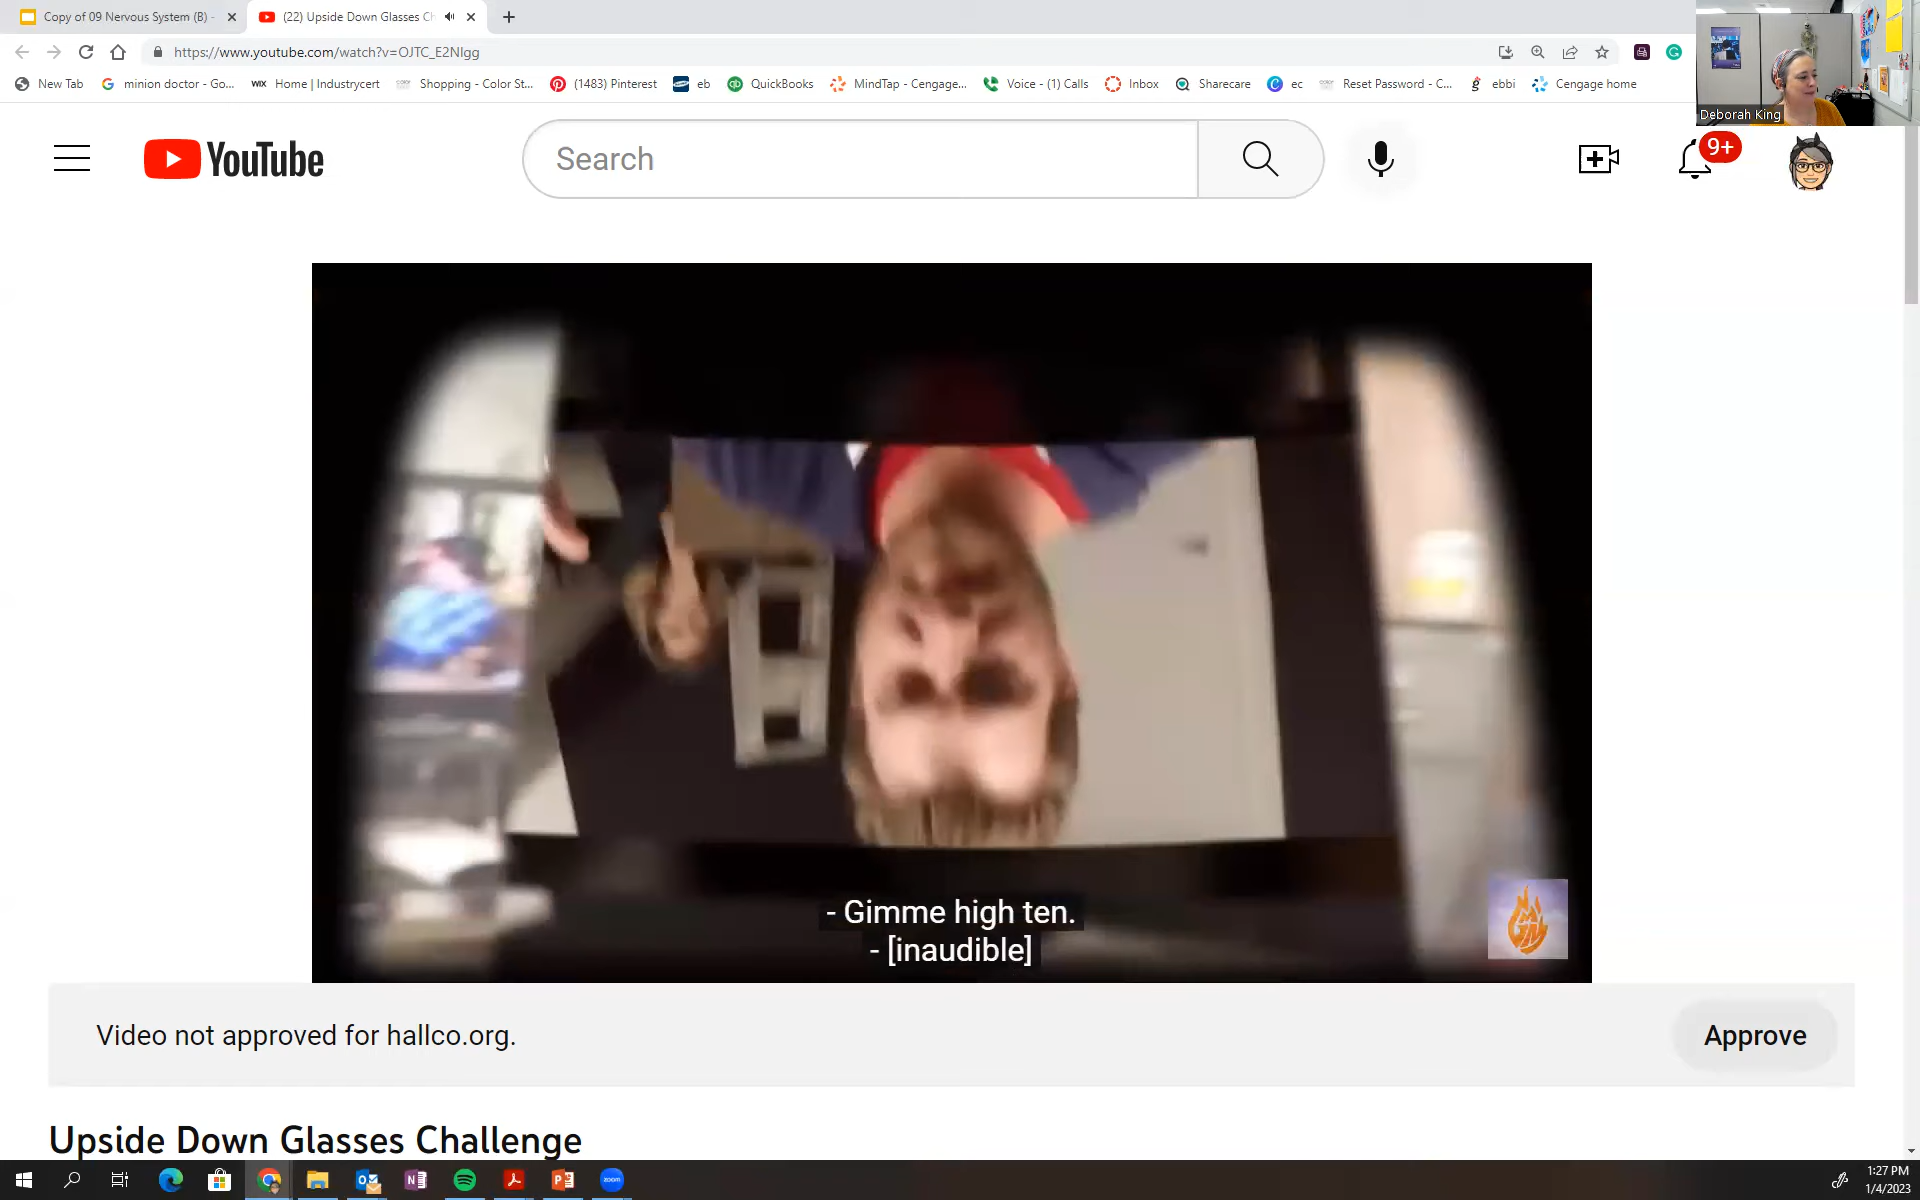 Copy of 09 Nervous System (B) -
(22) Upside Down Glasses Ch
https://www.youtube.com/watch?v=OJTC_E2NIgg
New Tab
minion doctor - Go...
WIX Home | Industrycert
Shopping - Color St...
(1483) Pinterest
eb
QuickBooks
MindTap - Cengage...
Voice - (1) Calls
Inbox
Sharecare
ec
Reset Password - C...
ebbi
Cengage home
Deborah King
YouTube
Search
9+
- Gimme high ten.
- [inaudible]
Video not approved for hallco.org.
Approve
Upside Down Glasses Challenge
zoom
1:27 PM
1/4/2023